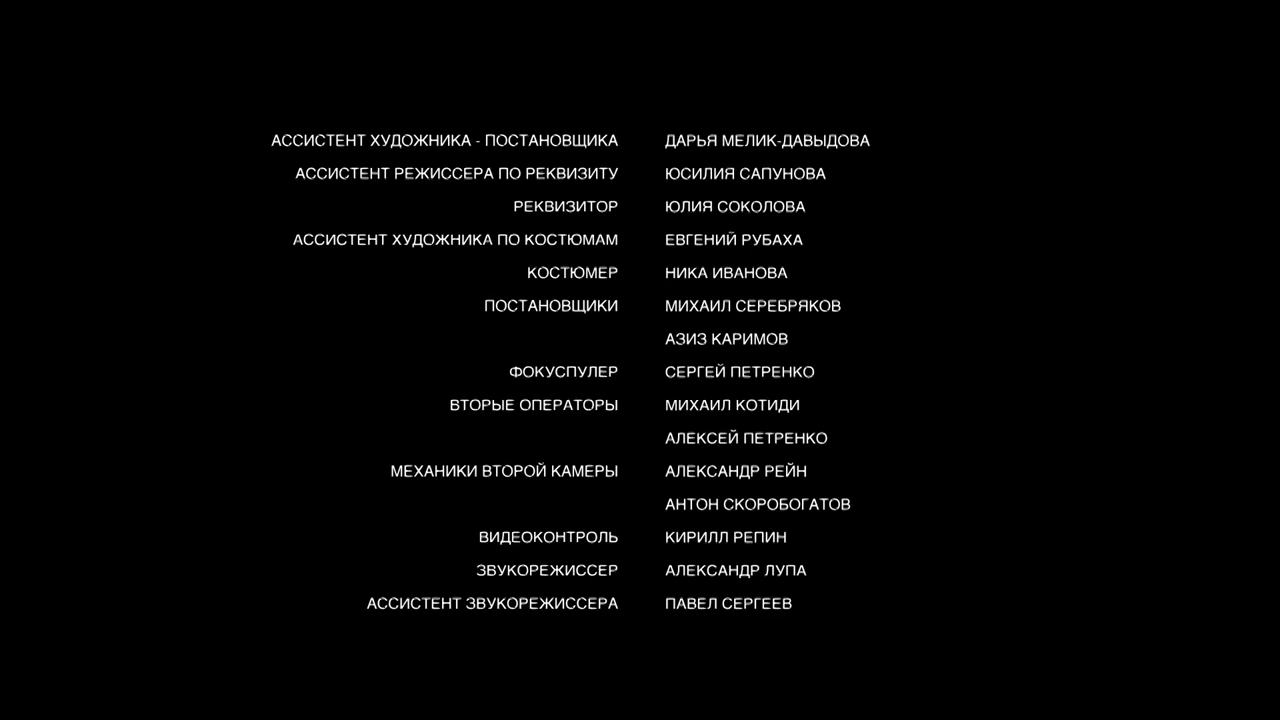 АССИСТЕНТ ХУДОЖНИКА - ПОСТАНОВЩИКА ДАРЬЯ МЕЛИК-ДАВЫДОВА
АССИСТЕНТ РЕЖИССЕРА ПО РЕКВИЗИТУ ЮСИЛИЯ САПУНОВА
РЕКВИЗИТОР ЮЛИЯ СОКОЛОВА
АССИСТЕНТ ХУДОЖНИКА ПО КОСТЮМАМ ЕВГЕНИЙ РУБАХА
КОСТЮМЕР НИКА ИВАНОВА
ПОСТАНОВЩИКИ МИХАИЛ СЕРЕБРЯКОВ
АЗИЗ КАРИМОВ
ФОКУСПУЛЕР СЕРГЕЙ ПЕТРЕНКО
ВТОРЫЕ ОПЕРАТОРЫ МИХАИЛ КОТИДИ
АЛЕКСЕЙ ПЕТРЕНКО
МЕХАНИКИ ВТОРОЙ КАМЕРЫ АЛЕКСАНДР РЕЙН
АНТОН СКОРОБОГАТОВ
ВИДЕОКОНТРОЛЬ КИРИЛЛ РЕПИН
ЗВУКОРЕЖИССЕР АЛЕКСАНДР ЛУПА
АССИСТЕНТ ЗВУКОРЕЖИССЕРА ПАВЕЛ СЕРГЕЕВ